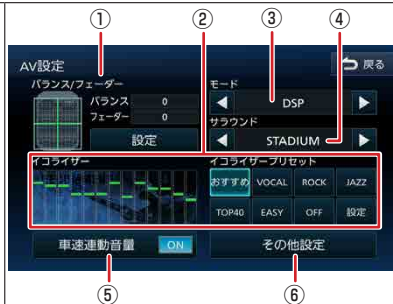 ① ② ③ ④
AV設定
戻る
バランス/フェーダー
バランス 0
フェーダー 0
設定
モード
DSP
サラウンド
STADIUM
イコライザー
イコライザープリセット
おすすめ VOCAL ROCK JAZZ
TOP40 EASY OFF 設定
車速連動音量 ON
その他設定
⑤ ⑥